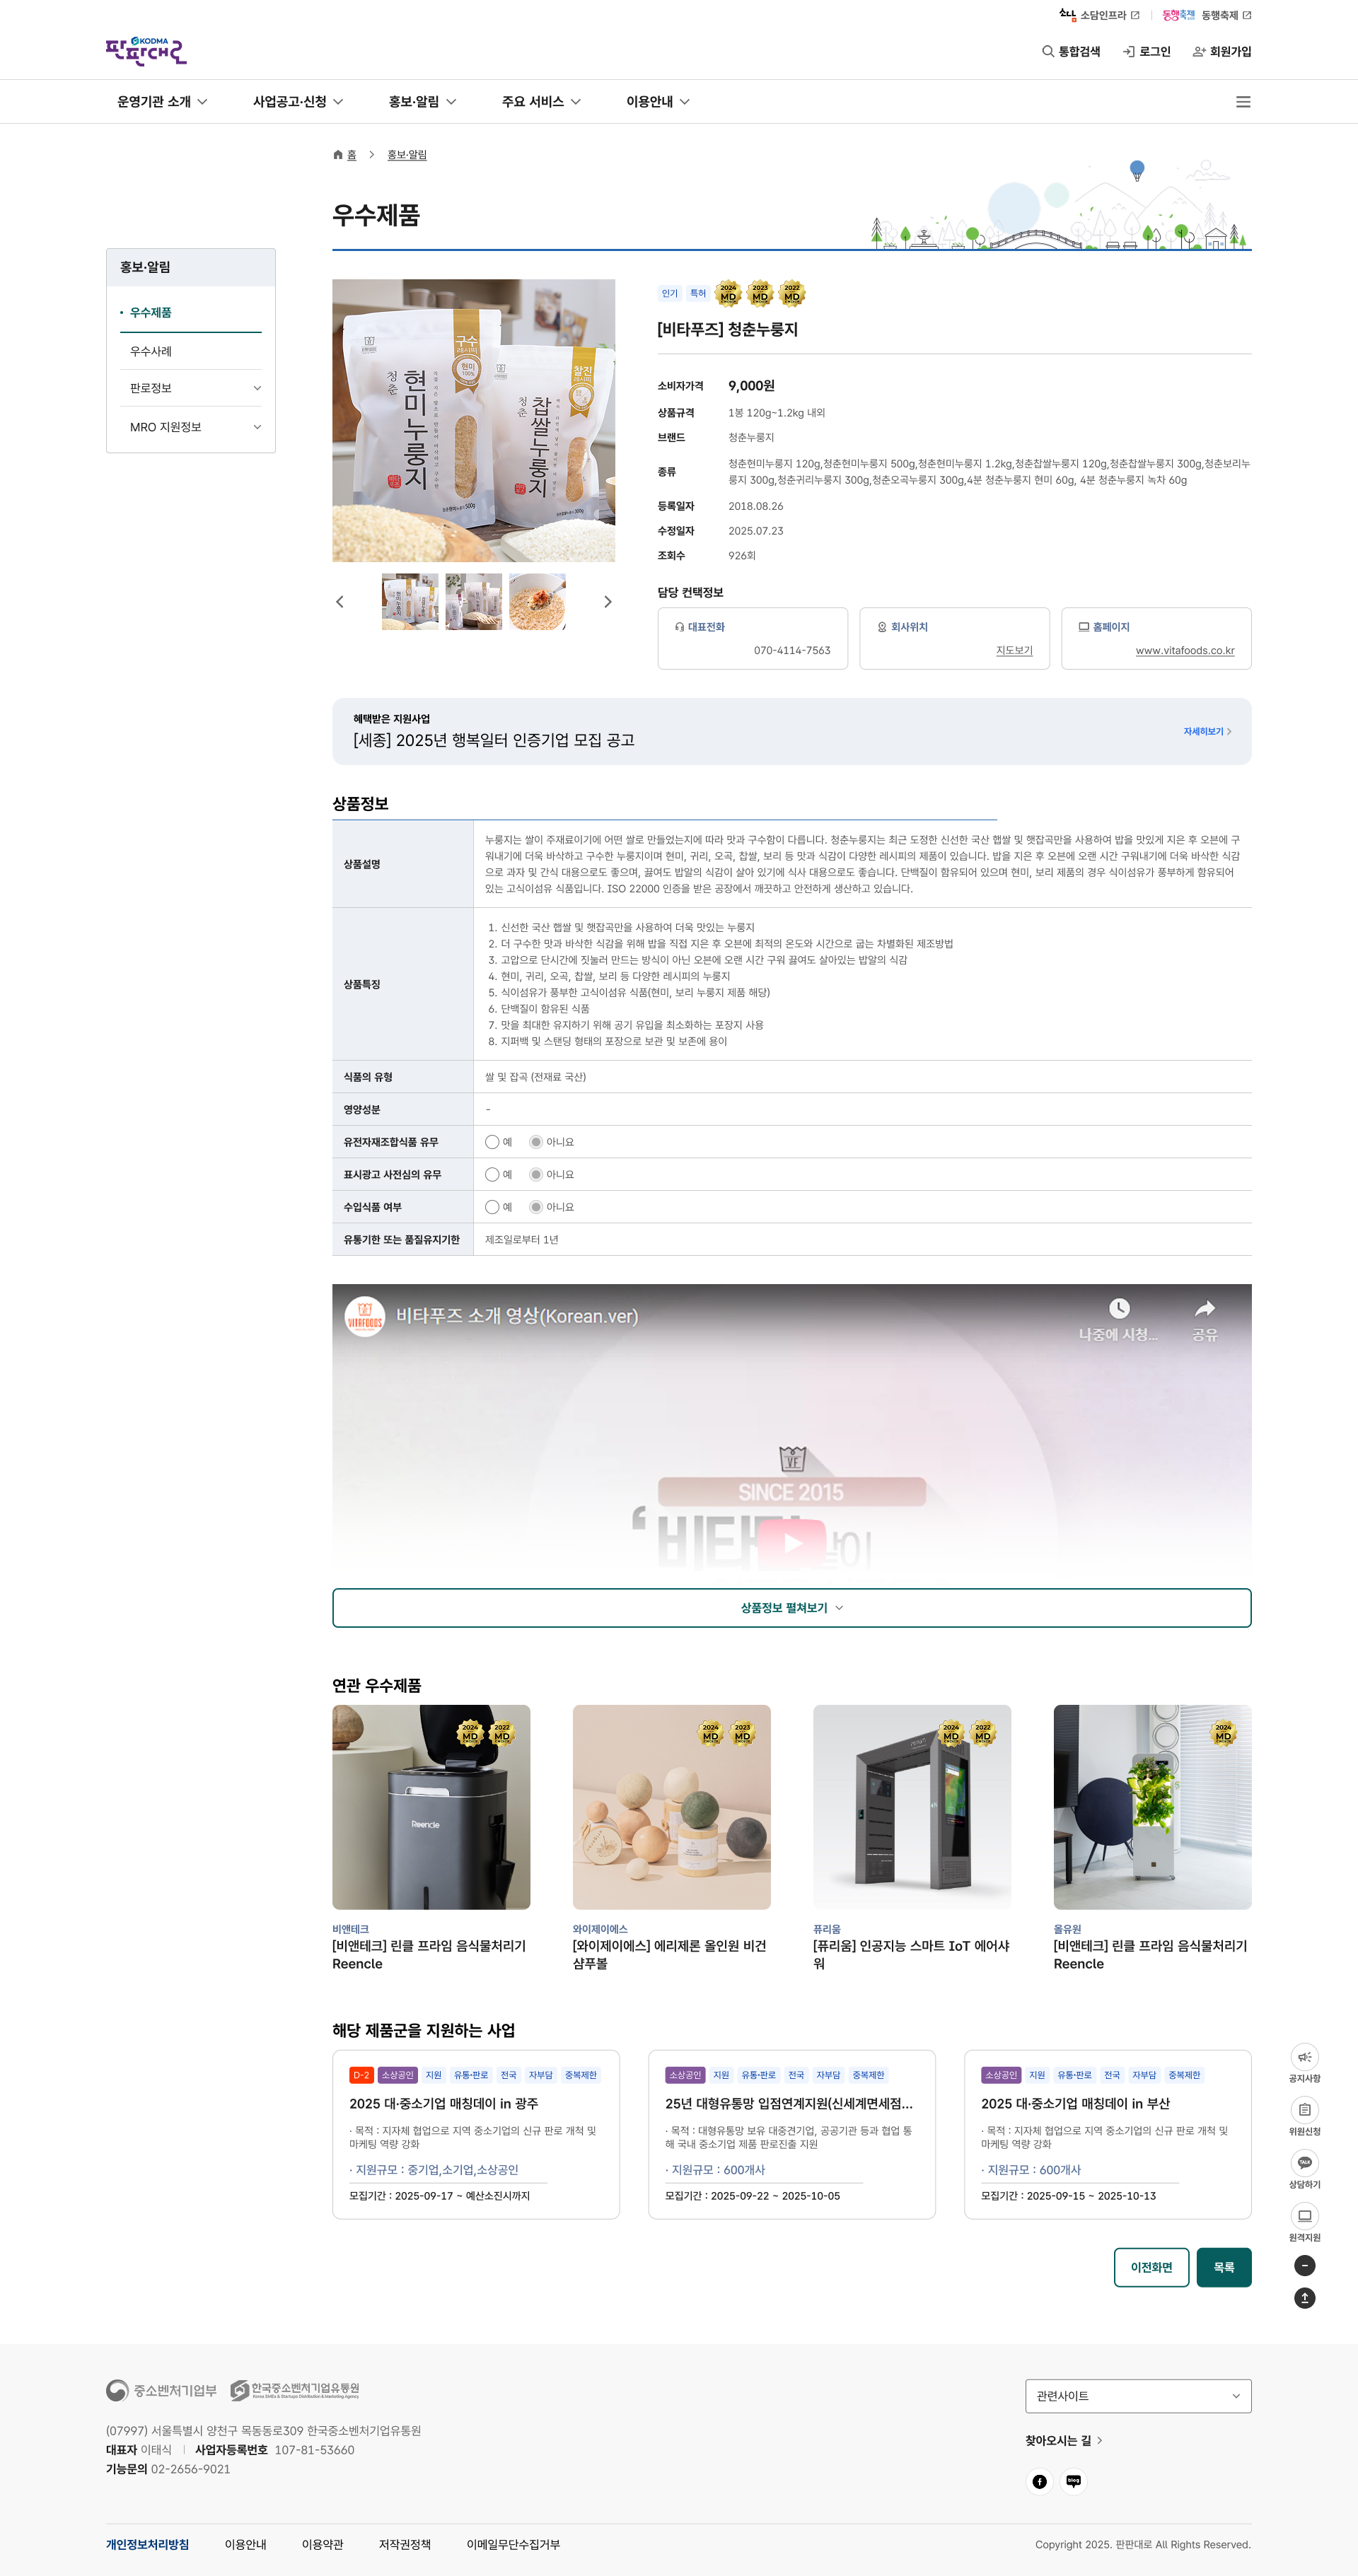 소담인프라
동행축제 동행축제
KODMA
판판대로
통합검색
로그인
회원가입
운영기관 소개
사업공고·신청
홍보·알림
주요 서비스
이용안내
홈
홍보·알림
우수제품
홍보·알림
우수제품
우수사례
판로정보
MRO 지원정보
구수
레시피
현미
100%
청춘
현미누룽지
찰진
레시피
청춘
찹쌀누룽지
인기
특허
2024
MD
2023
MD
2022
MD
[비타푸즈] 청춘누룽지
소비자가격 9,000원
상품규격 1봉 120g~1.2kg 내외
브랜드 청춘누룽지
종류 청춘현미누룽지 120g,청춘현미누룽지 500g,청춘현미누룽지 1.2kg,청춘찹쌀누룽지 120g,청춘찹쌀누룽지 300g,청춘보리누
룽지 300g,청춘귀리누룽지 300g,청춘오곡누룽지 300g,4분 청춘누룽지 현미 60g, 4분 청춘누룽지 녹차 60g
등록일자 2018.08.26
수정일자 2025.07.23
조회수 926회
담당 컨택정보
대표전화
070-4114-7563
회사위치
지도보기
홈페이지
www.vitafoods.co.kr
혜택받은 지원사업
[세종] 2025년 행복일터 인증기업 모집 공고
자세히보기
상품정보
상품설명
누룽지는 쌀이 주재료이기에 어떤 쌀로 만들었는지에 따라 맛과 구수함이 다릅니다. 청춘누룽지는 최근 도정한 신선한 국산 햅쌀 및 햇잡곡만을 사용하여 밥을 맛있게 지은 후 오븐에 구
워내기에 더욱 바삭하고 구수한 누룽지이며 현미, 귀리, 오곡, 찹쌀, 보리 등 맛과 식감이 다양한 레시피의 제품이 있습니다. 밥을 지은 후 오븐에 오랜 시간 구워내기에 더욱 바삭한 식감
으로 과자 및 간식 대용으로도 좋으며, 끓여도 밥알의 식감이 살아 있기에 식사 대용으로도 좋습니다. 단백질이 함유되어 있으며 현미, 보리 제품의 경우 식이섬유가 풍부하게 함유되어
있는 고식이섬유 식품입니다. ISO 22000 인증을 받은 공장에서 깨끗하고 안전하게 생산하고 있습니다.
상품특징
1. 신선한 국산 햅쌀 및 햇잡곡만을 사용하여 더욱 맛있는 누룽지
2. 더 구수한 맛과 바삭한 식감을 위해 밥을 직접 지은 후 오븐에 최적의 온도와 시간으로 굽는 차별화된 제조방법
3. 고압으로 단시간에 짓눌러 만드는 방식이 아닌 오븐에 오랜 시간 구워 끓여도 살아있는 밥알의 식감
4. 현미, 귀리, 오곡, 찹쌀, 보리 등 다양한 레시피의 누룽지
5. 식이섬유가 풍부한 고식이섬유 식품(현미, 보리 누룽지 제품 해당)
6. 단백질이 함유된 식품
7. 맛을 최대한 유지하기 위해 공기 유입을 최소화하는 포장지 사용
8. 지퍼백 및 스탠딩 형태의 포장으로 보관 및 보존에 용이
식품의 유형 쌀 및 잡곡 (전재료 국산)
영양성분 -
유전자재조합식품 유무 예 아니요
표시광고 사전심의 유무 예 아니요
수입식품 여부 예 아니요
유통기한 또는 품질유지기한 제조일로부터 1년
VITAFOODS
비타푸즈 소개 영상(Korean.ver)
나중에 시청...
공유
VF
SINCE 2015
상품정보 펼쳐보기
연관 우수제품
2024
MD
2022
MD
Reencle
2024
MD
2023
MD
2024
MD
2022
MD
2024
MD
비앤테크
[비앤테크] 린클 프라임 음식물처리기
Reencle
와이제이에스
[와이제이에스] 에리제론 올인원 비건
샴푸볼
퓨리움
[퓨리움] 인공지능 스마트 IoT 에어샤
워
올유원
[비앤테크] 린클 프라임 음식물처리기
Reencle
해당 제품군을 지원하는 사업
D-2 소상공인 지원 유통·판로 전국 자부담 중복제한
2025 대·중소기업 매칭데이 in 광주
· 목적 : 지자체 협업으로 지역 중소기업의 신규 판로 개척 및
마케팅 역량 강화
· 지원규모 : 중기업,소기업,소상공인
모집기간 : 2025-09-17 ~ 예산소진시까지
소상공인 지원 유통·판로 전국 자부담 중복제한
25년 대형유통망 입점연계지원(신세계면세점...
· 목적 : 대형유통망 보유 대중견기업, 공공기관 등과 협업 통
해 국내 중소기업 제품 판로진출 지원
· 지원규모 : 600개사
모집기간 : 2025-09-22 ~ 2025-10-05
소상공인 지원 유통·판로 전국 자부담 중복제한
2025 대·중소기업 매칭데이 in 부산
· 목적 : 지자체 협업으로 지역 중소기업의 신규 판로 개척 및
마케팅 역량 강화
· 지원규모 : 600개사
모집기간 : 2025-09-15 ~ 2025-10-13
공지사항
위원신청
TALK
상담하기
원격지원
이전화면
목록
중소벤처기업부
한국중소벤처기업유통원
Korea SMEs & Startups Distribution & Marketing Agency
관련사이트
(07997) 서울특별시 양천구 목동동로309 한국중소벤처기업유통원
대표자 이태식 사업자등록번호 107-81-53660
기능문의 02-2656-9021
찾아오시는 길
blog
개인정보처리방침
이용안내
이용약관
저작권정책
이메일무단수집거부
Copyright 2025. 판판대로 All Rights Reserved.